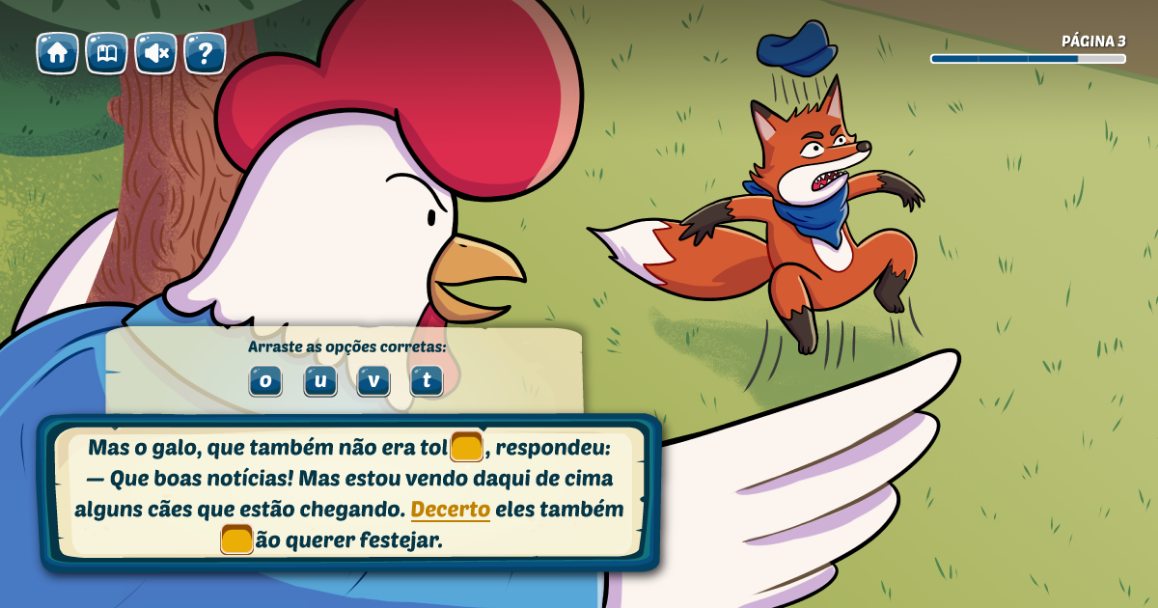 ?
PÁGINA 3
Arraste as opções corretas:
o u v t
Mas o galo, que também não era tol , respondeu:
— Que boas notícias! Mas estou vendo daqui de cima
alguns cães que estão chegando. Decerto eles também
ão querer festejar.